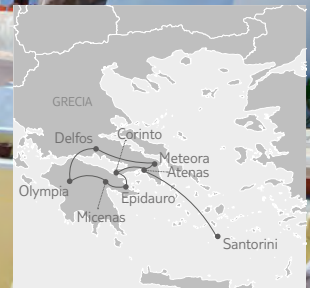 GRECIA
Corinto
Delfos
Meteora
Atenas
Olympia
Epidauro
Micenas
Santorini